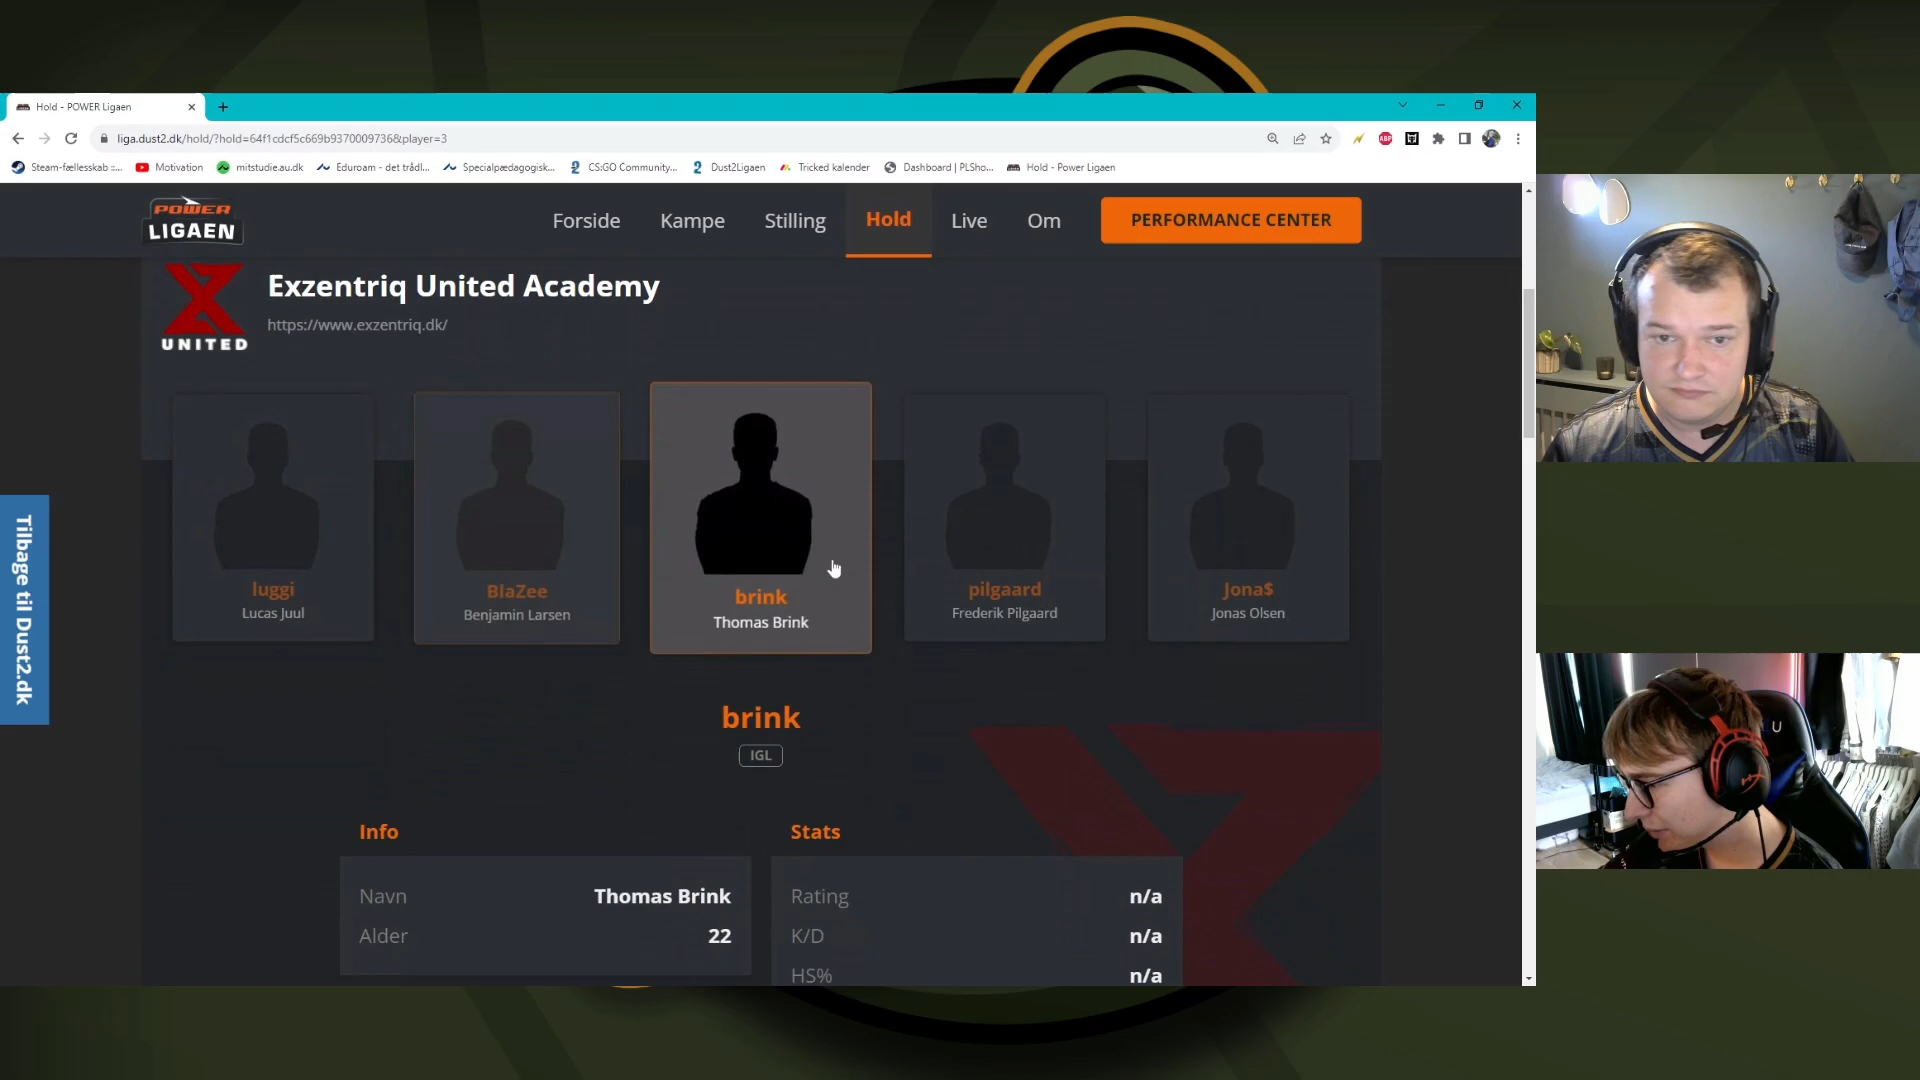 Hold - POWER Ligaen
liga.dust2.dk/hold/?hold=64f1cdcf5c669b9370009736&player=3
Steam-fællesskab ::... Motivation mitstudie.au.dk Eduroam - det trådl... Specialpædagogisk... CS:GO Community... Dust2Ligaen Tricked kalender Dashboard | PLSho... Hold - Power Ligaen
POWER
LIGAEN
Forside Kampe Stilling Hold Live Om PERFORMANCE CENTER
UNITED
Exzentriq United Academy
https://www.exzentriq.dk/
luggi
Lucas Juul
BlaZee
Benjamin Larsen
brink
Thomas Brink
pilgaard
Frederik Pilgaard
Jona$
Jonas Olsen
Tilbage til Dust2.dk
brink
IGL
Info
Navn Thomas Brink
Alder 22
Stats
Rating n/a
K/D n/a
HS% n/a